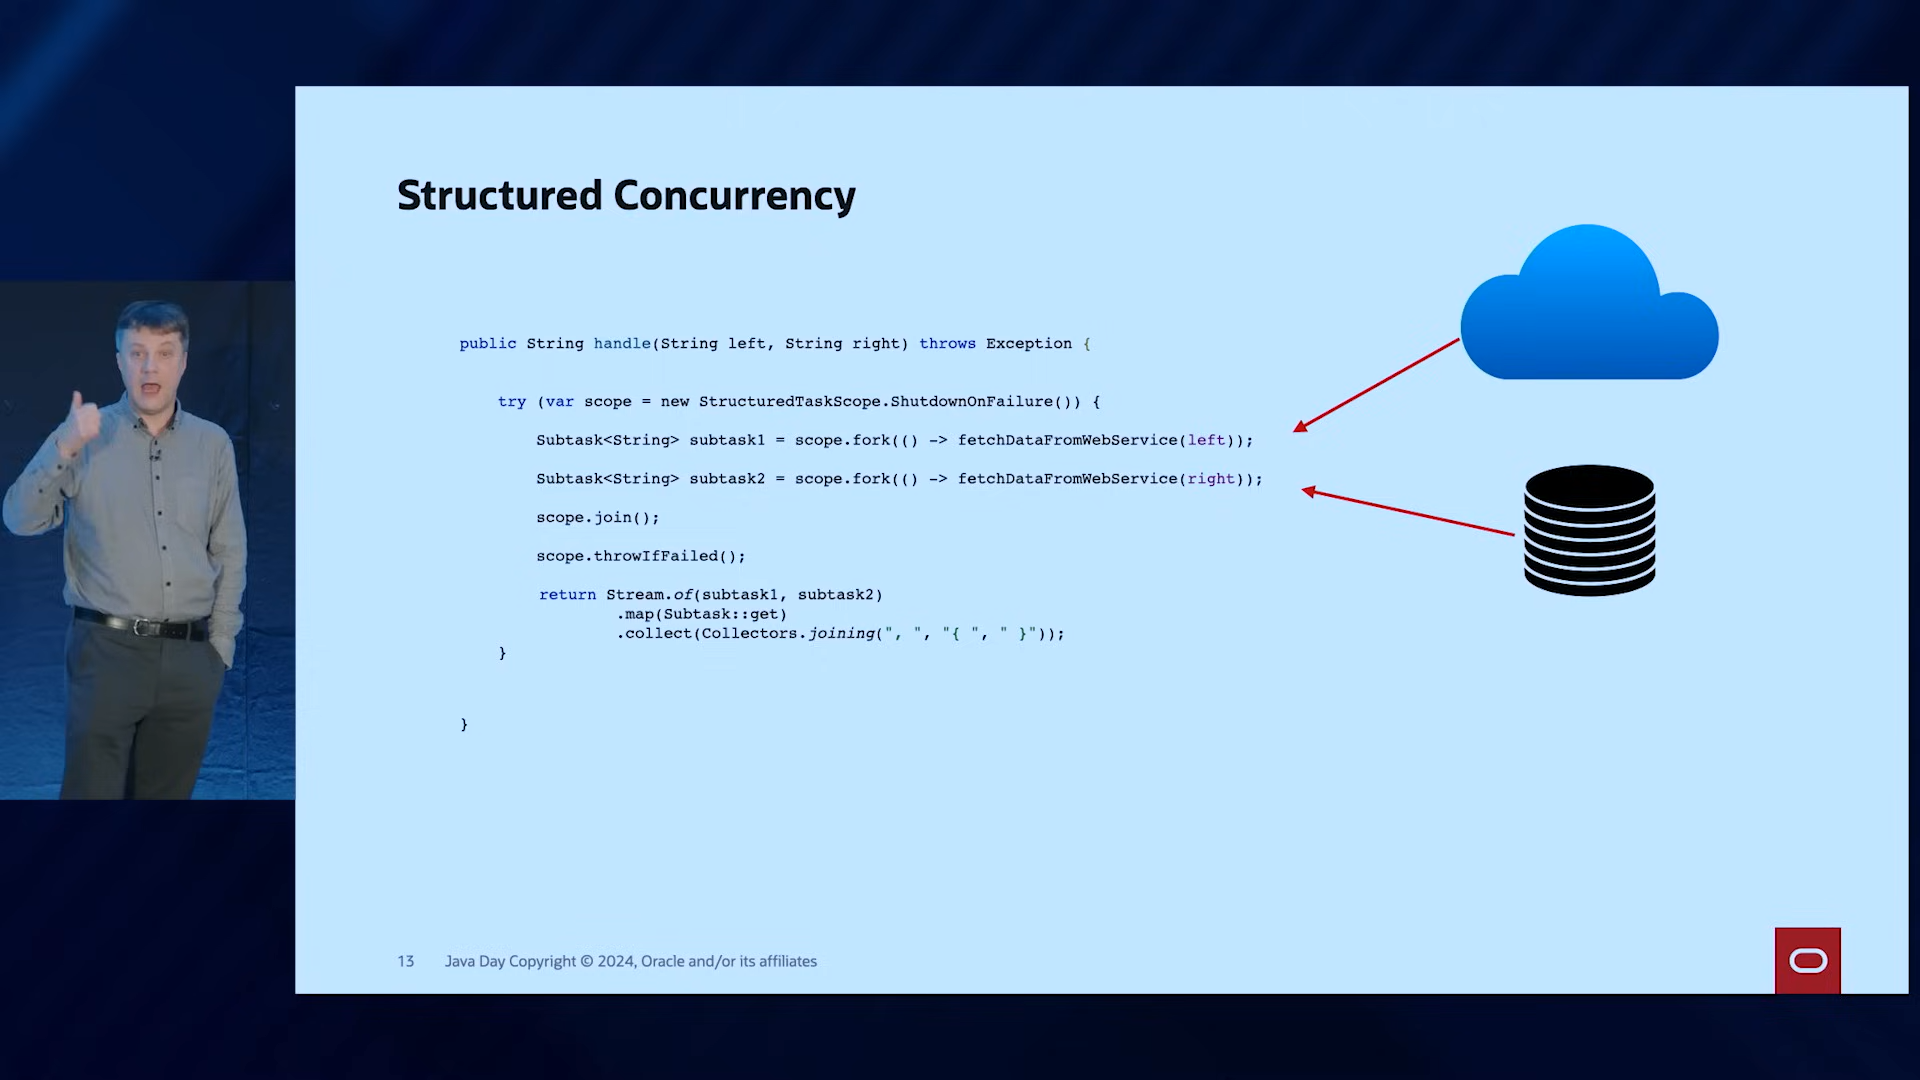 Structured Concurrency
public String handle(String left, String right) throws Exception {
try (var scope = new StructuredTaskScope.ShutdownOnFailure()) {
Subtask<String> subtask1 = scope.fork(() -> fetchDataFromWebService(left));
Subtask<String> subtask2 = scope.fork(() -> fetchDataFromWebService(right));
scope.join();
scope.throwIfFailed();
return Stream.of(subtask1, subtask2)
.map(Subtask::get)
.collect(Collectors.joining(", ", "{ ", " }"));
}
}
13 Java Day Copyright © 2024, Oracle and/or its affiliates